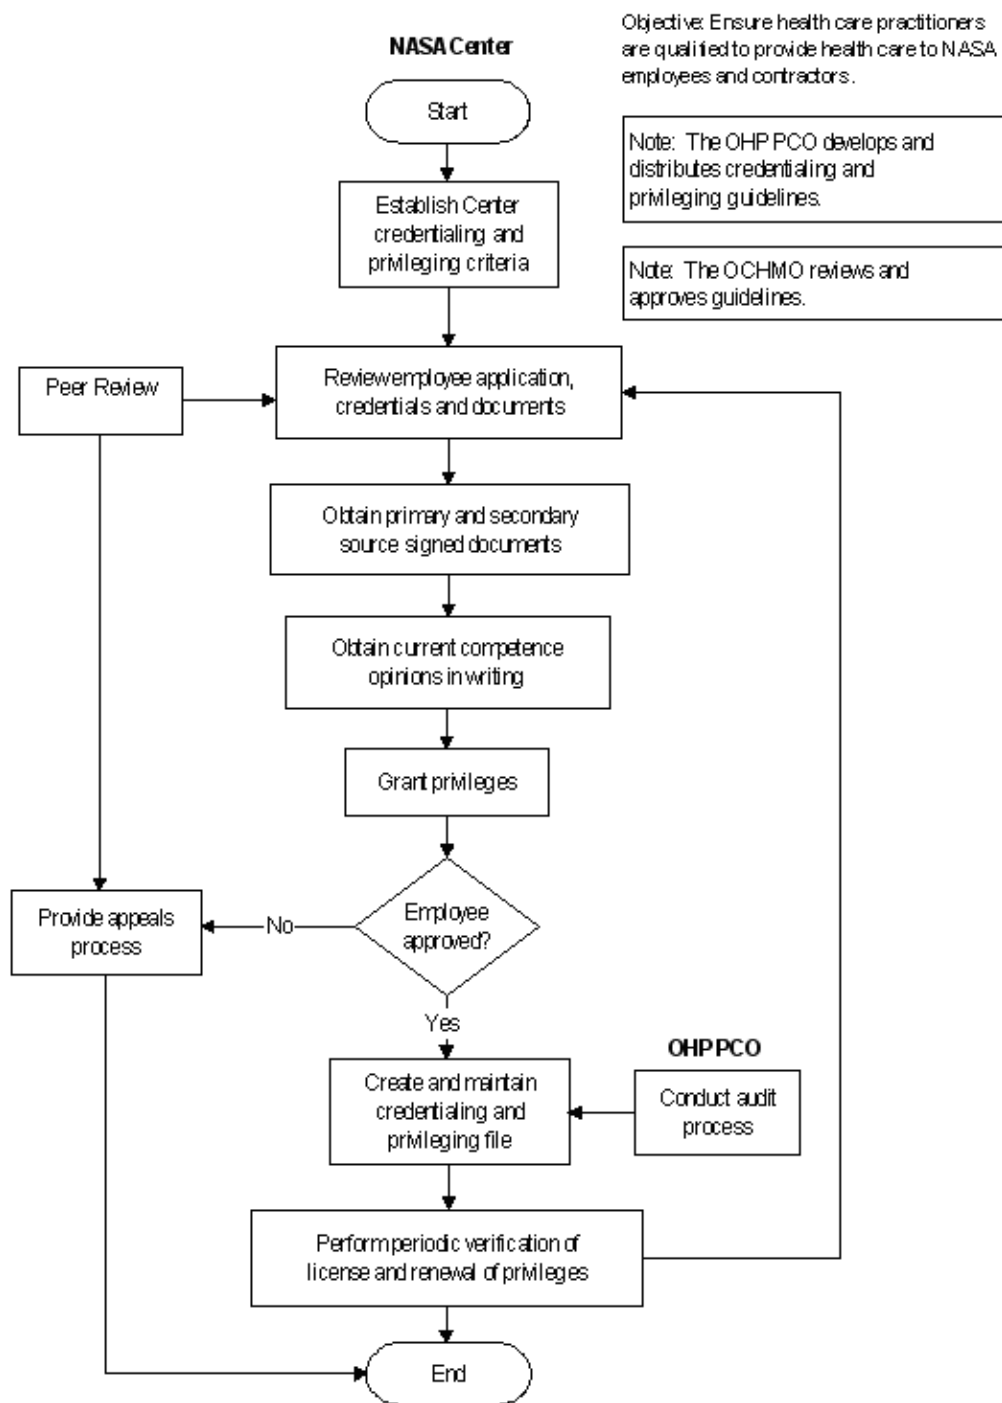 Objective: Ensure health care practitioners
are qualified to provide health care to NASA
employees and contractors.
NASA Center
Start
Note: The OHP PCO develops and
distributes credentialing and
privileging guidelines.
Establish Center
credentialing and
privileging criteria
Note: The OCHMO reviews and
approves guidelines.
Peer Review
Review employee application,
credentials and documents
Obtain primary and secondary
source signed documents
Obtain current competence
opinions in writing
Grant privileges
Employee
approved?
No
Provide appeals
process
Yes
OHP PCO
Create and maintain
credentialing and
privileging file
Conduct audit
process
Perform periodic verification of
license and renewal of privileges
End